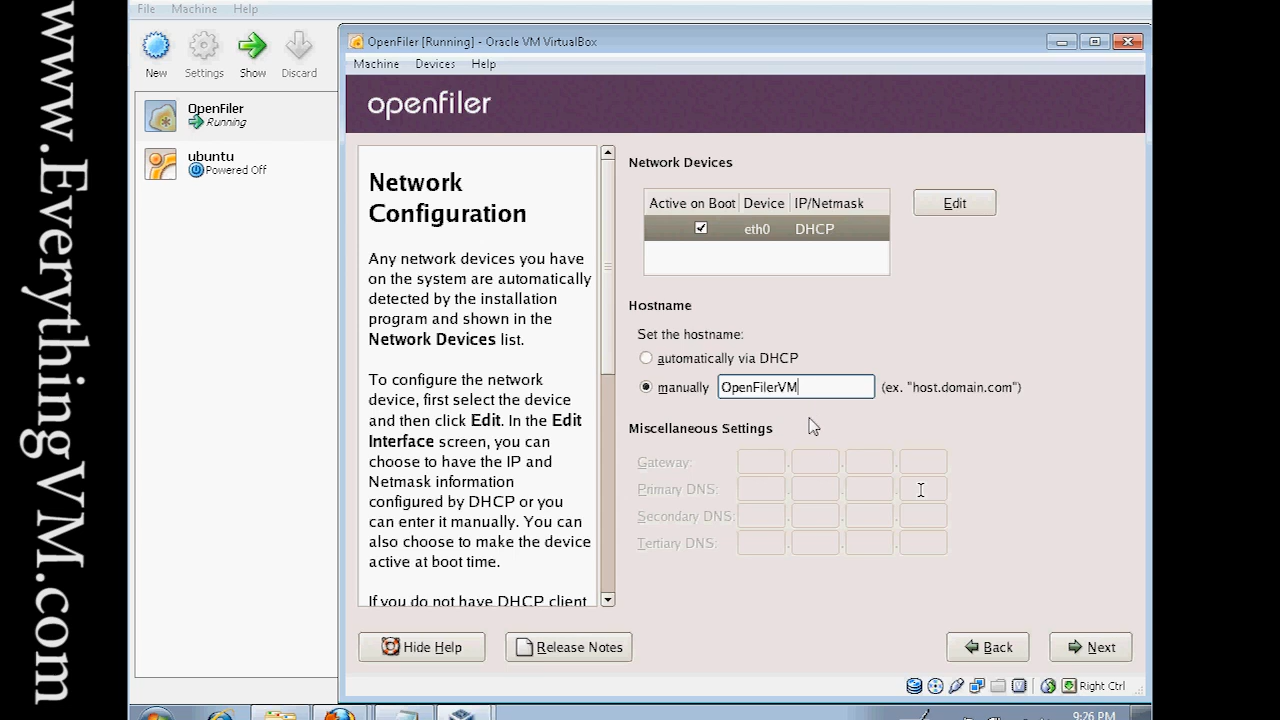 www.EverythingVM.com
File Machine Help
New Settings Show Discard
OpenFiler
Running
ubuntu
Powered Off
OpenFiler [Running] - Oracle VM VirtualBox
Machine Devices Help
openfiler
Network
Configuration
Any network devices you have
on the system are automatically
detected by the installation
program and shown in the
Network Devices list.
To configure the network
device, first select the device
and then click Edit. In the Edit
Interface screen, you can
choose to have the IP and
Netmask information
configured by DHCP or you
can enter it manually. You can
also choose to make the device
active at boot time.
If you do not have DHCP client
Network Devices
Active on Boot Device IP/Netmask
eth0 DHCP
Edit
Hostname
Set the hostname:
automatically via DHCP
manually OpenFilerVM (ex. "host.domain.com")
Miscellaneous Settings
Gateway:
Primary DNS:
Secondary DNS:
Tertiary DNS:
Hide Help Release Notes Back Next
Right Ctrl
9:26 PM